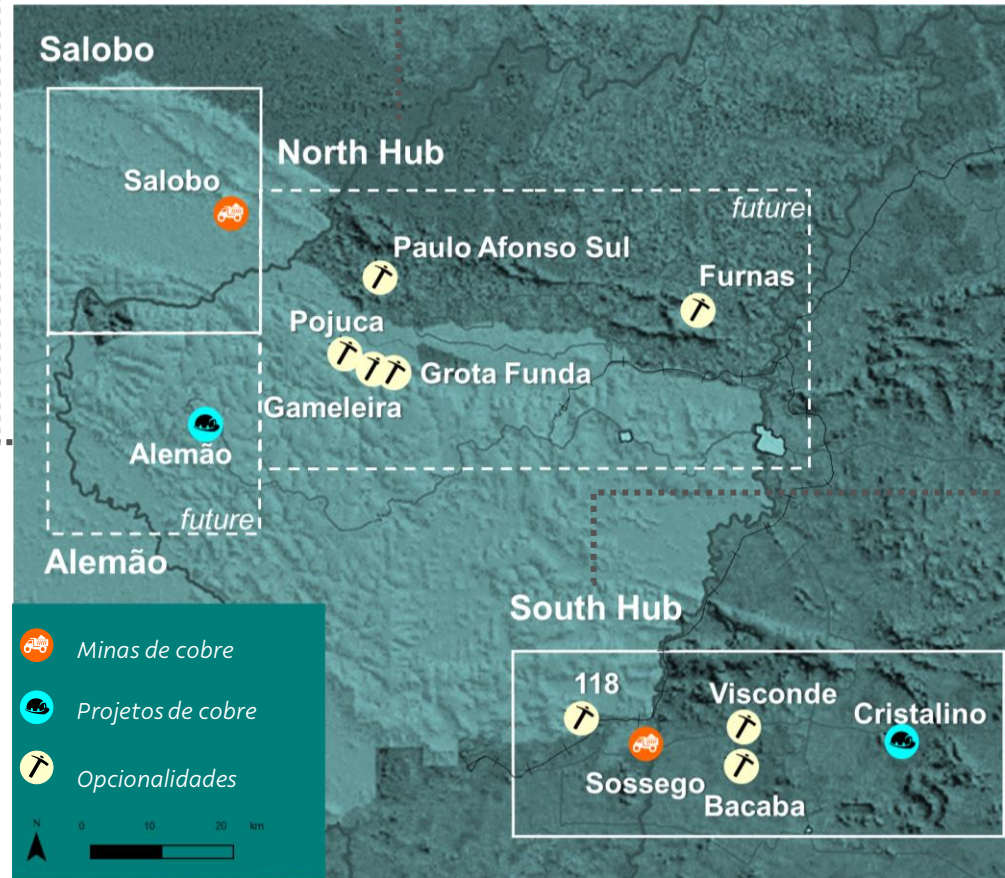 Salobo
North Hub
Salobo
future
Paulo Afonso Sul
Furnas
Pojuca
Grota Funda
Gameleira
Alemão
future
Alemão
South Hub
118
Visconde
Cristalino
Sossego
Bacaba
Minas de cobre
Projetos de cobre
Opcionalidades
N
0 10 20 km